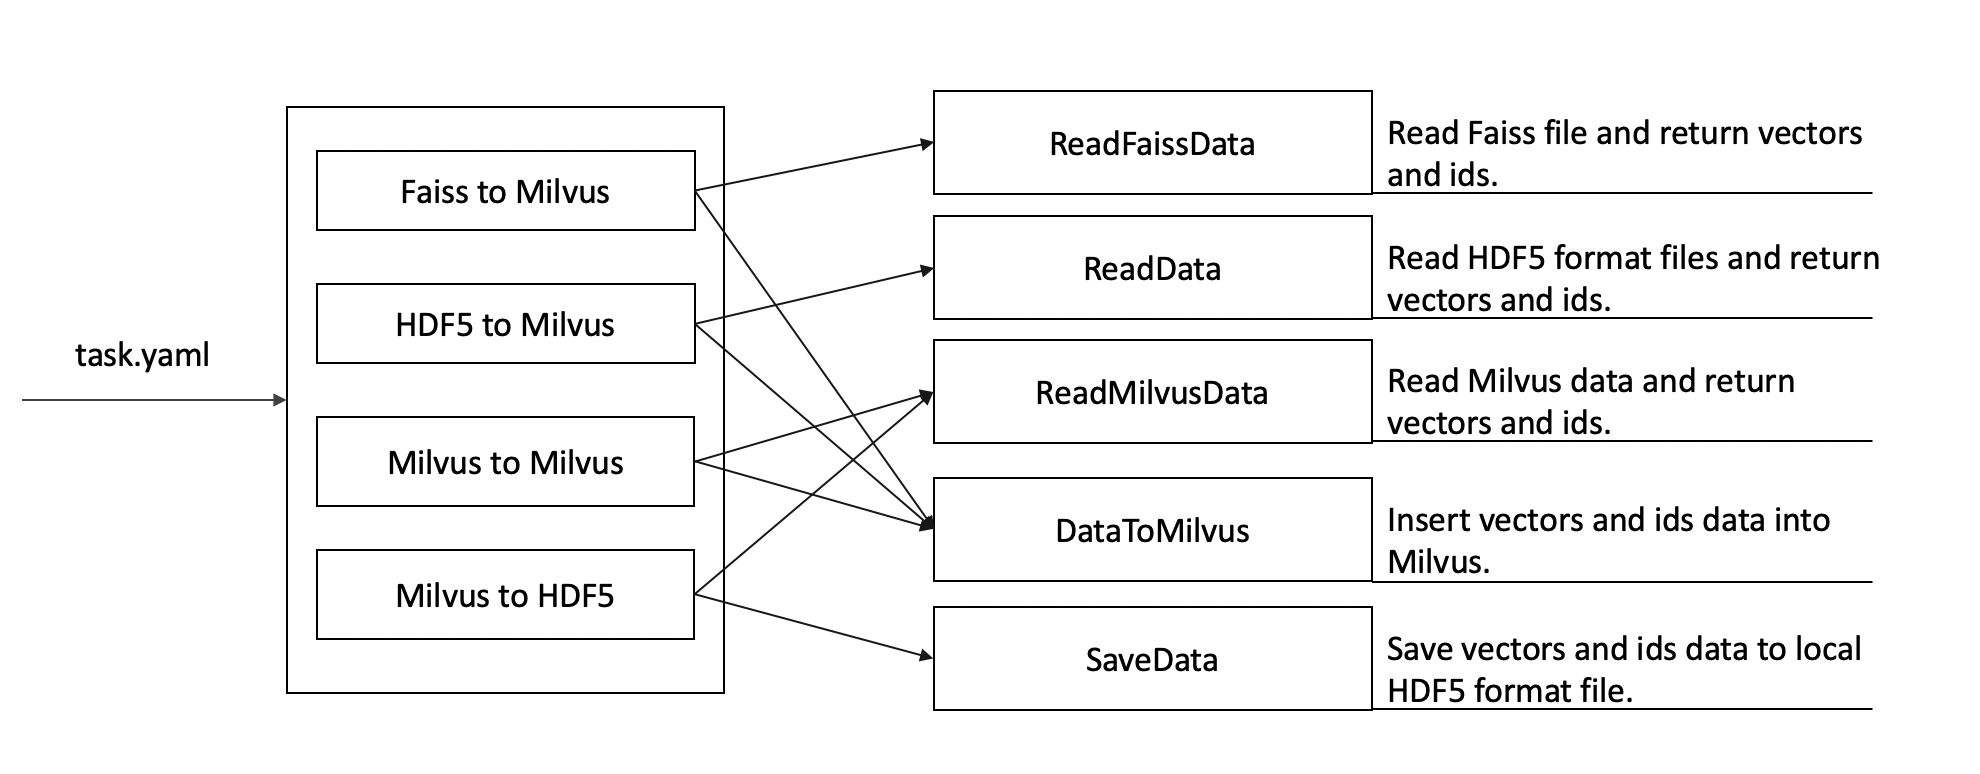 task.yaml
Faiss to Milvus
HDF5 to Milvus
Milvus to Milvus
Milvus to HDF5
ReadFaissData
Read Faiss file and return vectors
and ids.
ReadData
Read HDF5 format files and return
vectors and ids.
ReadMilvusData
Read Milvus data and return
vectors and ids.
DataToMilvus
Insert vectors and ids data into
Milvus.
SaveData
Save vectors and ids data to local
HDF5 format file.